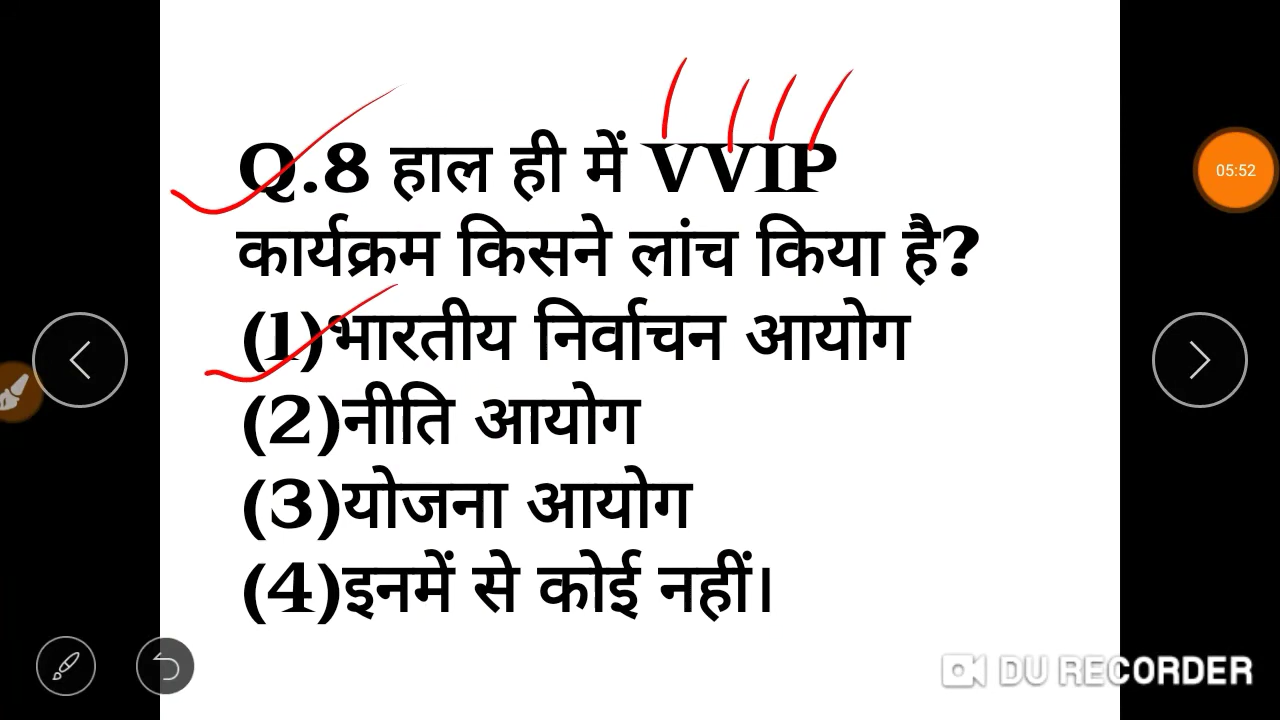 Q.8 हाल ही में VVIP
कार्यक्रम किसने लांच किया है?
(1)भारतीय निर्वाचन आयोग
(2)नीति आयोग
(3)योजना आयोग
(4)इनमें से कोई नहीं।
05:52
DU RECORDER